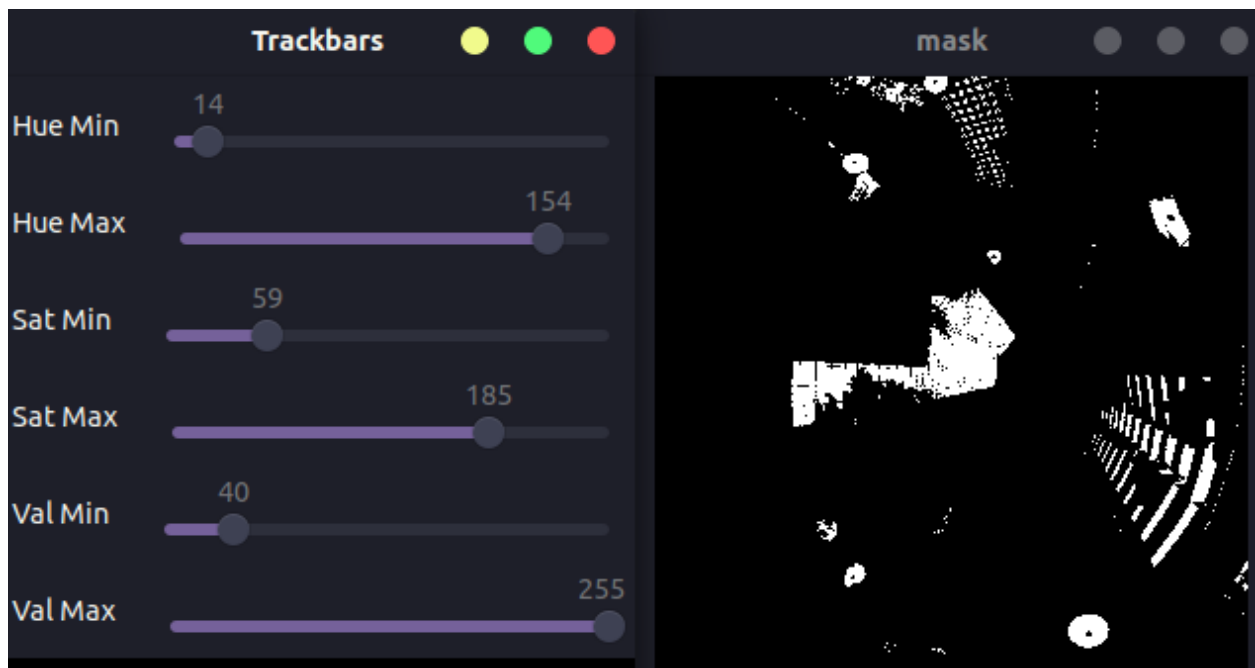 Trackbars
mask
14
Hue Min
154
Hue Max
59
Sat Min
185
Sat Max
40
Val Min
255
Val Max